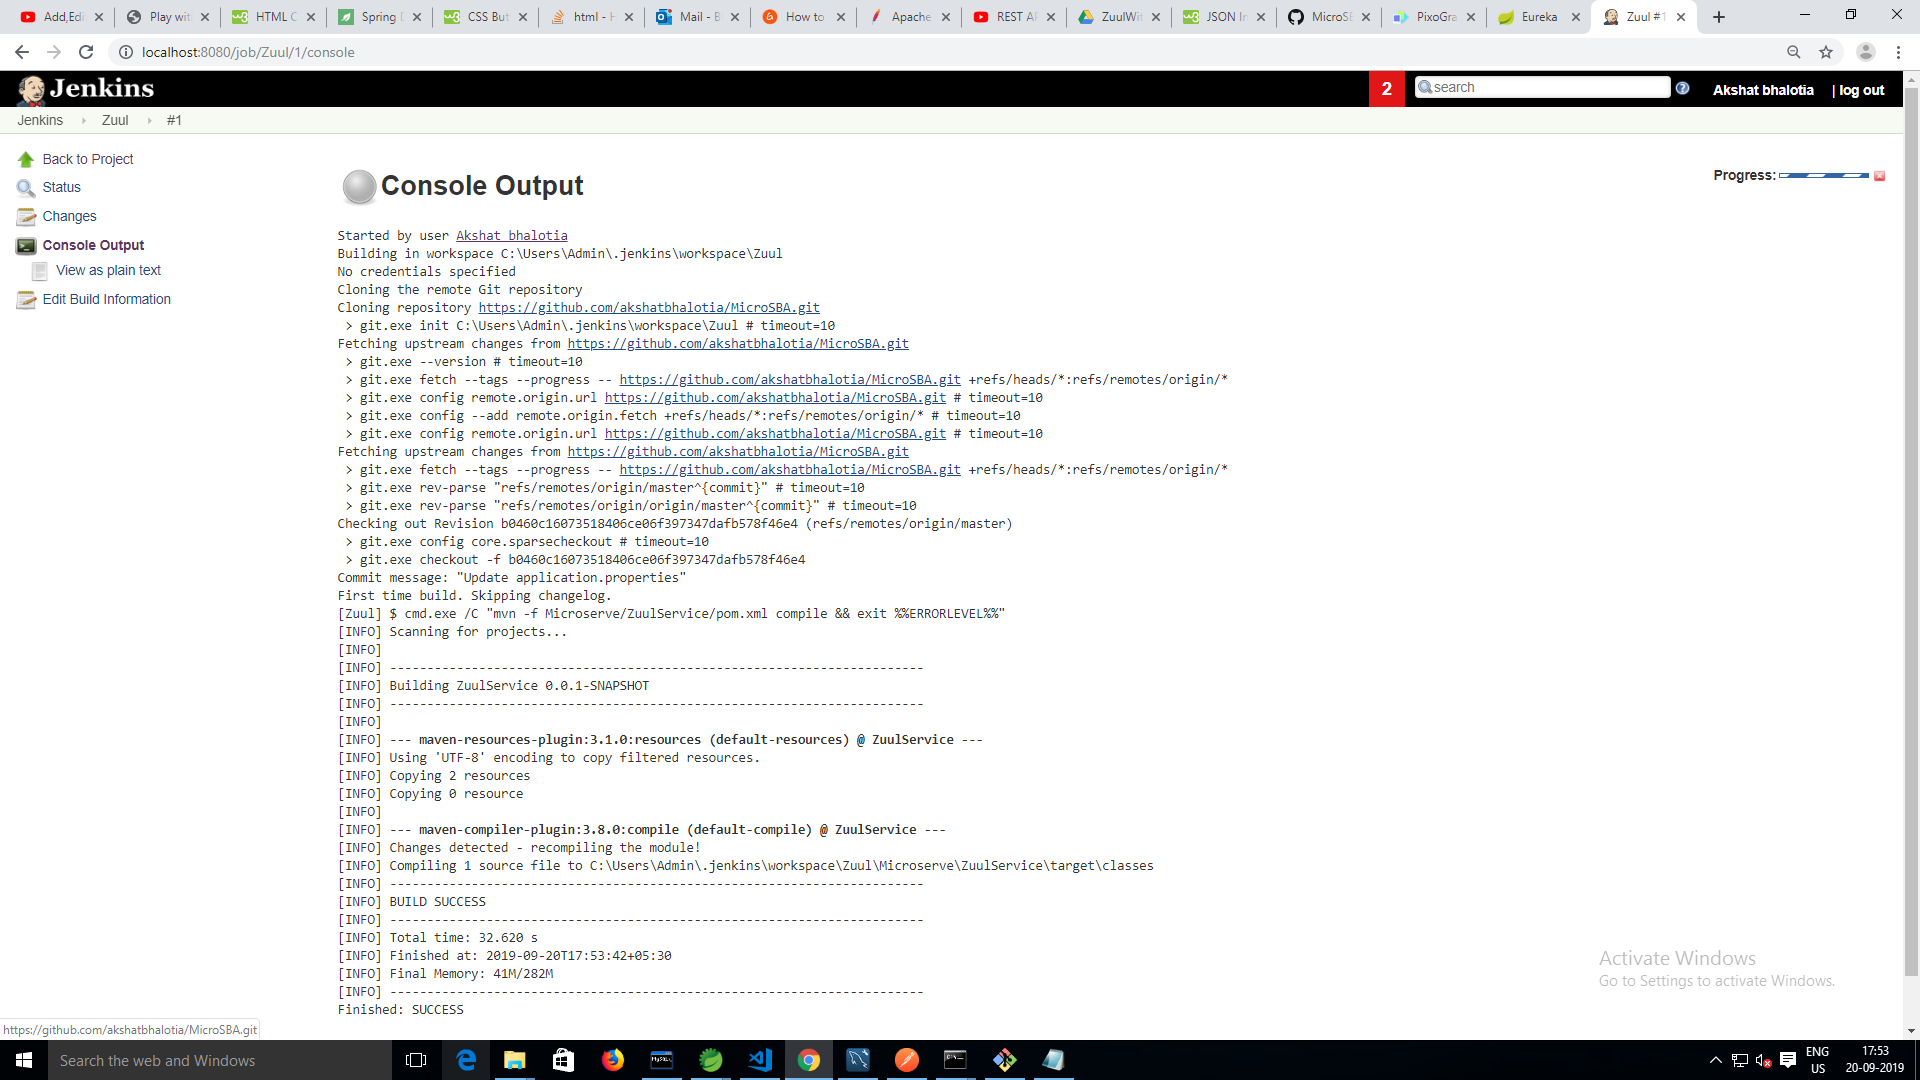 Add,Edi
Play wit
HTML C
Spring D
CSS But
html - H
Mail - B
How to
Apache
REST AP
ZuulWit
JSON In
MicroSB
PixoGra
Eureka
Zuul #1
localhost:8080/job/Zuul/1/console
Jenkins
2
search
Akshat bhalotia
| log out
Jenkins Zuul #1
Back to Project
Status
Changes
Console Output
View as plain text
Edit Build Information
Console Output
Progress:
Started by user Akshat bhalotia
Building in workspace C:\Users\Admin\.jenkins\workspace\Zuul
No credentials specified
Cloning the remote Git repository
Cloning repository https://github.com/akshatbhalotia/MicroSBA.git
> git.exe init C:\Users\Admin\.jenkins\workspace\Zuul # timeout=10
Fetching upstream changes from https://github.com/akshatbhalotia/MicroSBA.git
> git.exe --version # timeout=10
> git.exe fetch --tags --progress -- https://github.com/akshatbhalotia/MicroSBA.git +refs/heads/*:refs/remotes/origin/*
> git.exe config remote.origin.url https://github.com/akshatbhalotia/MicroSBA.git # timeout=10
> git.exe config --add remote.origin.fetch +refs/heads/*:refs/remotes/origin/* # timeout=10
> git.exe config remote.origin.url https://github.com/akshatbhalotia/MicroSBA.git # timeout=10
Fetching upstream changes from https://github.com/akshatbhalotia/MicroSBA.git
> git.exe fetch --tags --progress -- https://github.com/akshatbhalotia/MicroSBA.git +refs/heads/*:refs/remotes/origin/*
> git.exe rev-parse "refs/remotes/origin/master^{commit}" # timeout=10
> git.exe rev-parse "refs/remotes/origin/origin/master^{commit}" # timeout=10
Checking out Revision b0460c16073518406ce06f397347dafb578f46e4 (refs/remotes/origin/master)
> git.exe config core.sparsecheckout # timeout=10
> git.exe checkout -f b0460c16073518406ce06f397347dafb578f46e4
Commit message: "Update application.properties"
First time build. Skipping changelog.
[Zuul] $ cmd.exe /C "mvn -f Microserve/ZuulService/pom.xml compile && exit %%ERRORLEVEL%%"
[INFO] Scanning for projects...
[INFO]
[INFO] ------------------------------------------------------------------------
[INFO] Building ZuulService 0.0.1-SNAPSHOT
[INFO] ------------------------------------------------------------------------
[INFO]
[INFO] --- maven-resources-plugin:3.1.0:resources (default-resources) @ ZuulService ---
[INFO] Using 'UTF-8' encoding to copy filtered resources.
[INFO] Copying 2 resources
[INFO] Copying 0 resource
[INFO]
[INFO] --- maven-compiler-plugin:3.8.0:compile (default-compile) @ ZuulService ---
[INFO] Changes detected - recompiling the module!
[INFO] Compiling 1 source file to C:\Users\Admin\.jenkins\workspace\Zuul\Microserve\ZuulService\target\classes
[INFO] ------------------------------------------------------------------------
[INFO] BUILD SUCCESS
[INFO] ------------------------------------------------------------------------
[INFO] Total time: 32.620 s
[INFO] Finished at: 2019-09-20T17:53:42+05:30
[INFO] Final Memory: 41M/282M
[INFO] ------------------------------------------------------------------------
Finished: SUCCESS
Activate Windows
Go to Settings to activate Windows.
https://github.com/akshatbhalotia/MicroSBA.git
Search the web and Windows
ENG
US
17:53
20-09-2019